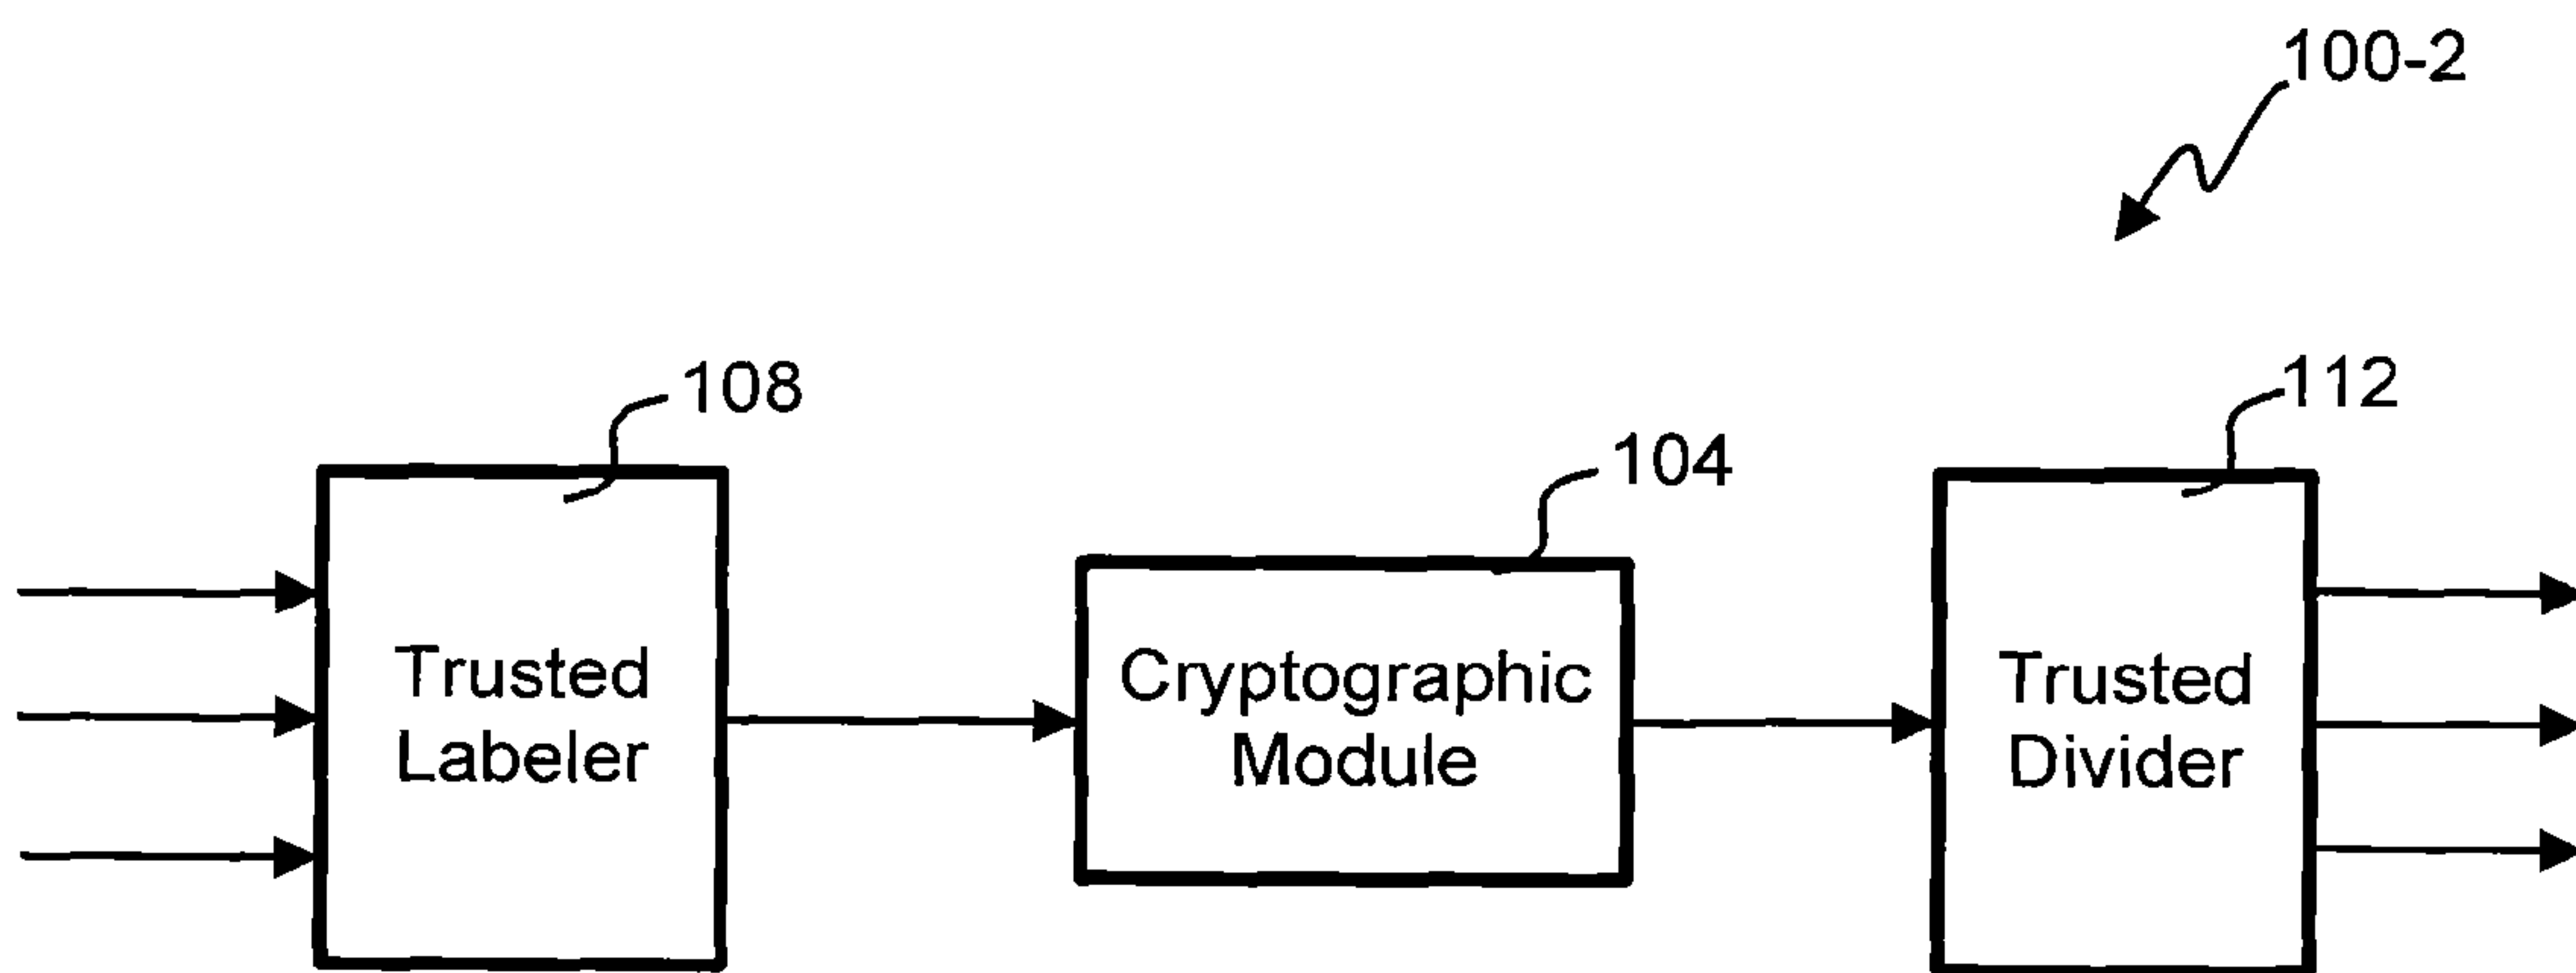 100-2
108
112
104
Trusted
Labeler
Cryptographic
Module
Trusted
Divider